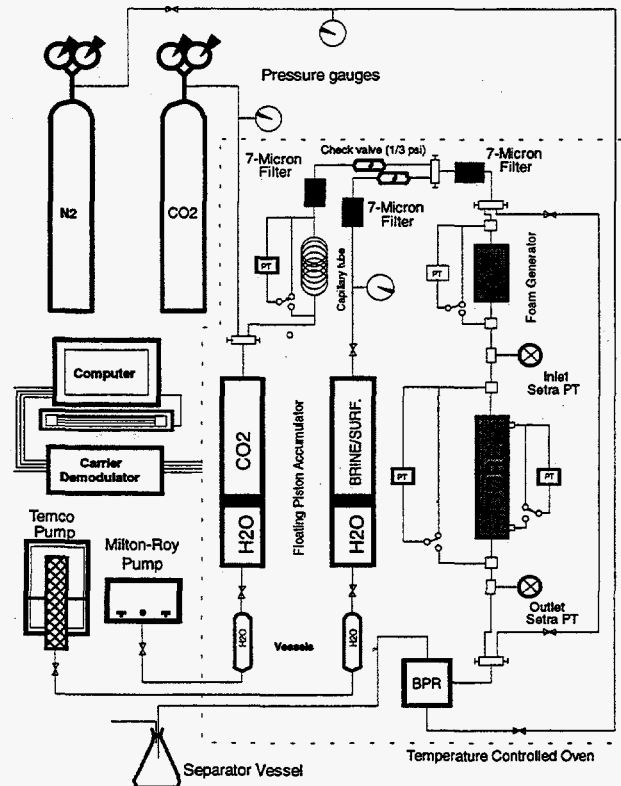 Pressure gauges
N2
CO2
Check valve (1/3 psi)
7-Micron
Filter
7-Micron
Filter
7-Micron
Filter
PT
Capillary tube
PT
Foam Generator
Inlet
Setra PT
Computer
Carrier
Demodulator
CO2
H2O
Floating Piston Accumulator
BRINE/SURF.
H2O
PT
PT
Temco
Pump
Milton-Roy
Pump
H2O
Vessels
H2O
Outlet
Setra PT
BPR
Separator Vessel
Temperature Controlled Oven